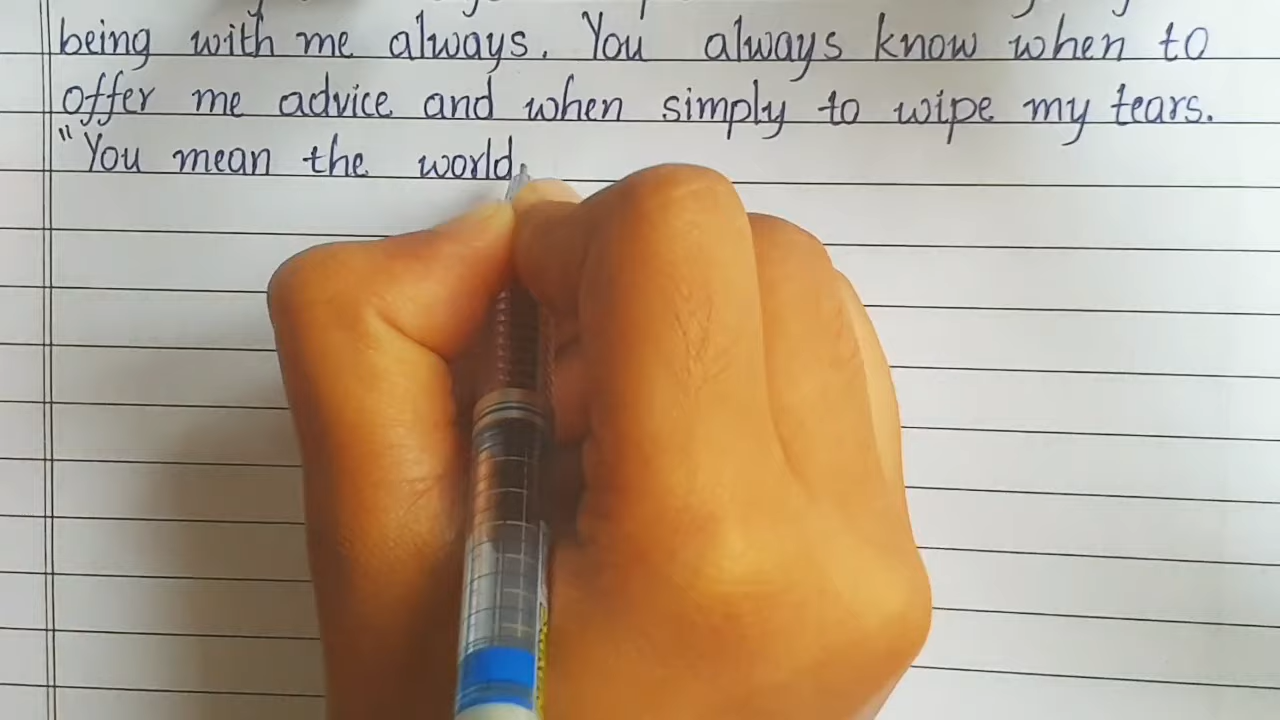 being with me always. You always know when to
offer me advice and when simply to wipe my tears.
"You mean the world